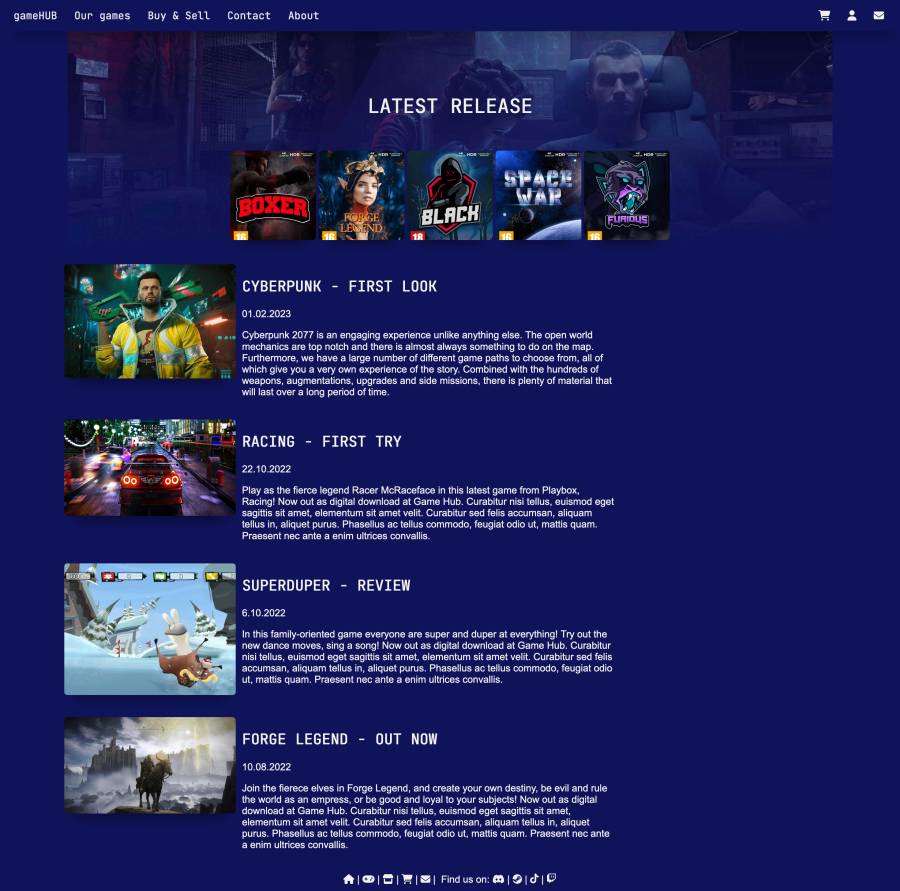 gameHUB Our games Buy & Sell Contact About
LATEST RELEASE
HDR HDR HDR HDR HDR
BOXER FORGE LEGEND BLACK SPACE WAR FURIOUS
16 16 18 16 16
CYBERPUNK - FIRST LOOK
01.02.2023
Cyberpunk 2077 is an engaging experience unlike anything else. The open world
mechanics are top notch and there is almost always something to do on the map.
Furthermore, we have a large number of different game paths to choose from, all of
which give you a very own experience of the story. Combined with the hundreds of
weapons, augmentations, upgrades and side missions, there is plenty of material that
will last over a long period of time.
RACING - FIRST TRY
22.10.2022
Play as the fierce legend Racer McRaceface in this latest game from Playbox,
Racing! Now out as digital download at Game Hub. Curabitur nisi tellus, euismod eget
sagittis sit amet, elementum sit amet velit. Curabitur sed felis accumsan, aliquam
tellus in, aliquet purus. Phasellus ac tellus commodo, feugiat odio ut, mattis quam.
Praesent nec ante a enim ultrices convallis.
SUPERDUPER - REVIEW
6.10.2022
In this family-oriented game everyone are super and duper at everything! Try out the
new dance moves, sing a song! Now out as digital download at Game Hub. Curabitur
nisi tellus, euismod eget sagittis sit amet, elementum sit amet velit. Curabitur sed felis
accumsan, aliquam tellus in, aliquet purus. Phasellus ac tellus commodo, feugiat odio
ut, mattis quam. Praesent nec ante a enim ultrices convallis.
FORGE LEGEND - OUT NOW
10.08.2022
Join the fierece elves in Forge Legend, and create your own destiny, be evil and rule
the world as an empress, or be good and loyal to your subjects! Now out as digital
download at Game Hub. Curabitur nisi tellus, euismod eget sagittis sit amet,
elementum sit amet velit. Curabitur sed felis accumsan, aliquam tellus in, aliquet
purus. Phasellus ac tellus commodo, feugiat odio ut, mattis quam. Praesent nec ante
a enim ultrices convallis.
| | | | | Find us on: | | |